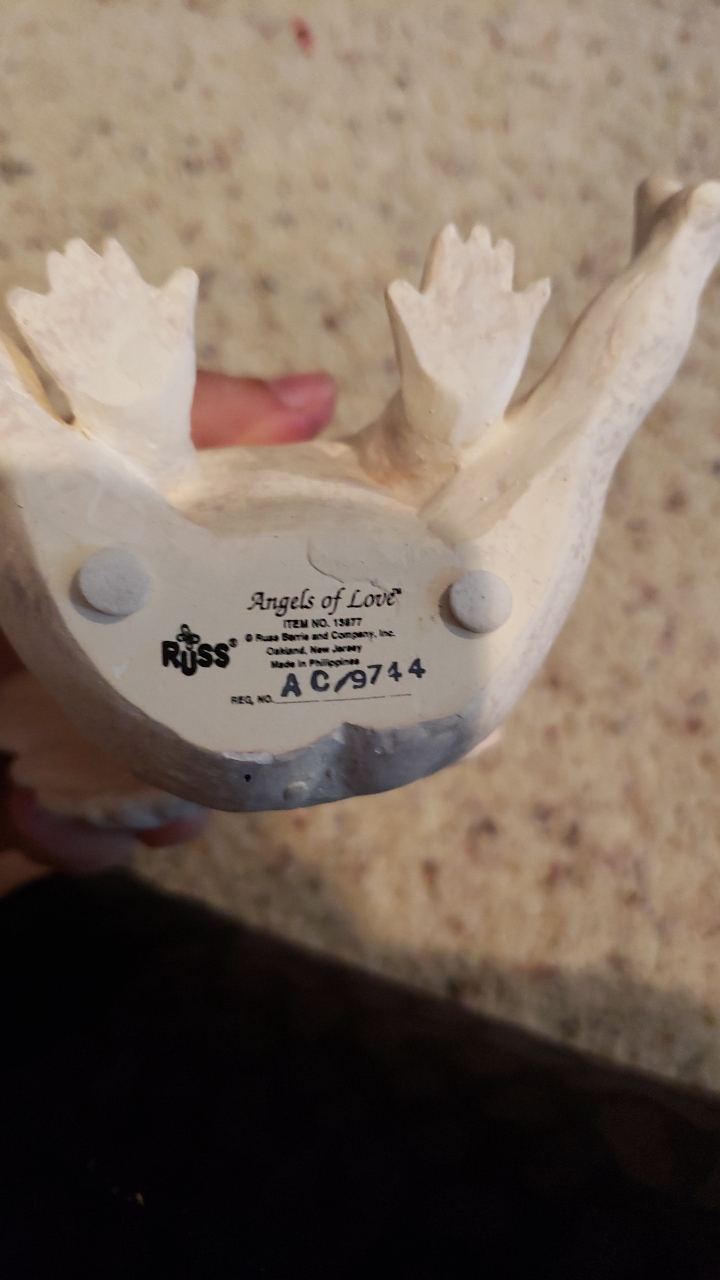 Angels of Love™
ITEM NO. 13877
© Russ Berrie and Company, Inc.
Oakland, New Jersey
Made in Philippines
RUSS®
REG. NO. AC/9744